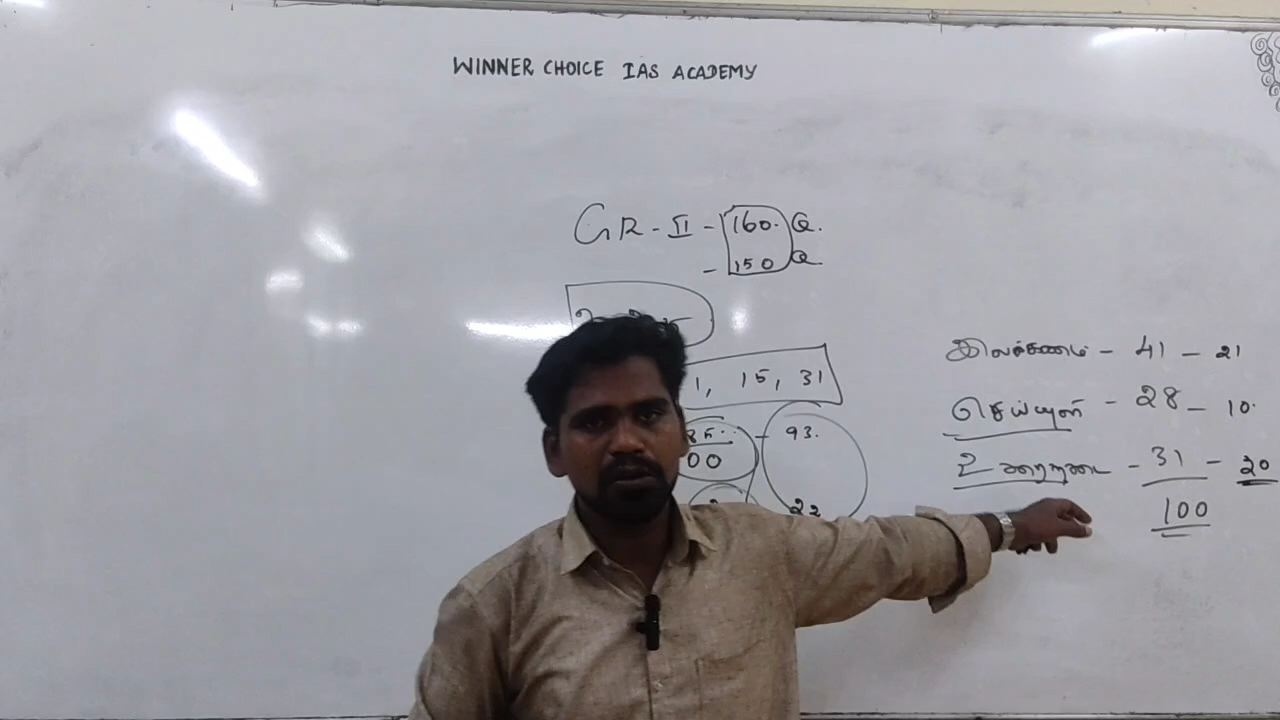 WINNER CHOICE IAS ACADEMY
GR - II - 160. Q.
- 150 Q
1, 15, 31
- 93.
00
22
இலக்கணம் - 41 - 21
செய்யுள் - 28 - 10.
உரைநடை - 31 - 20
100